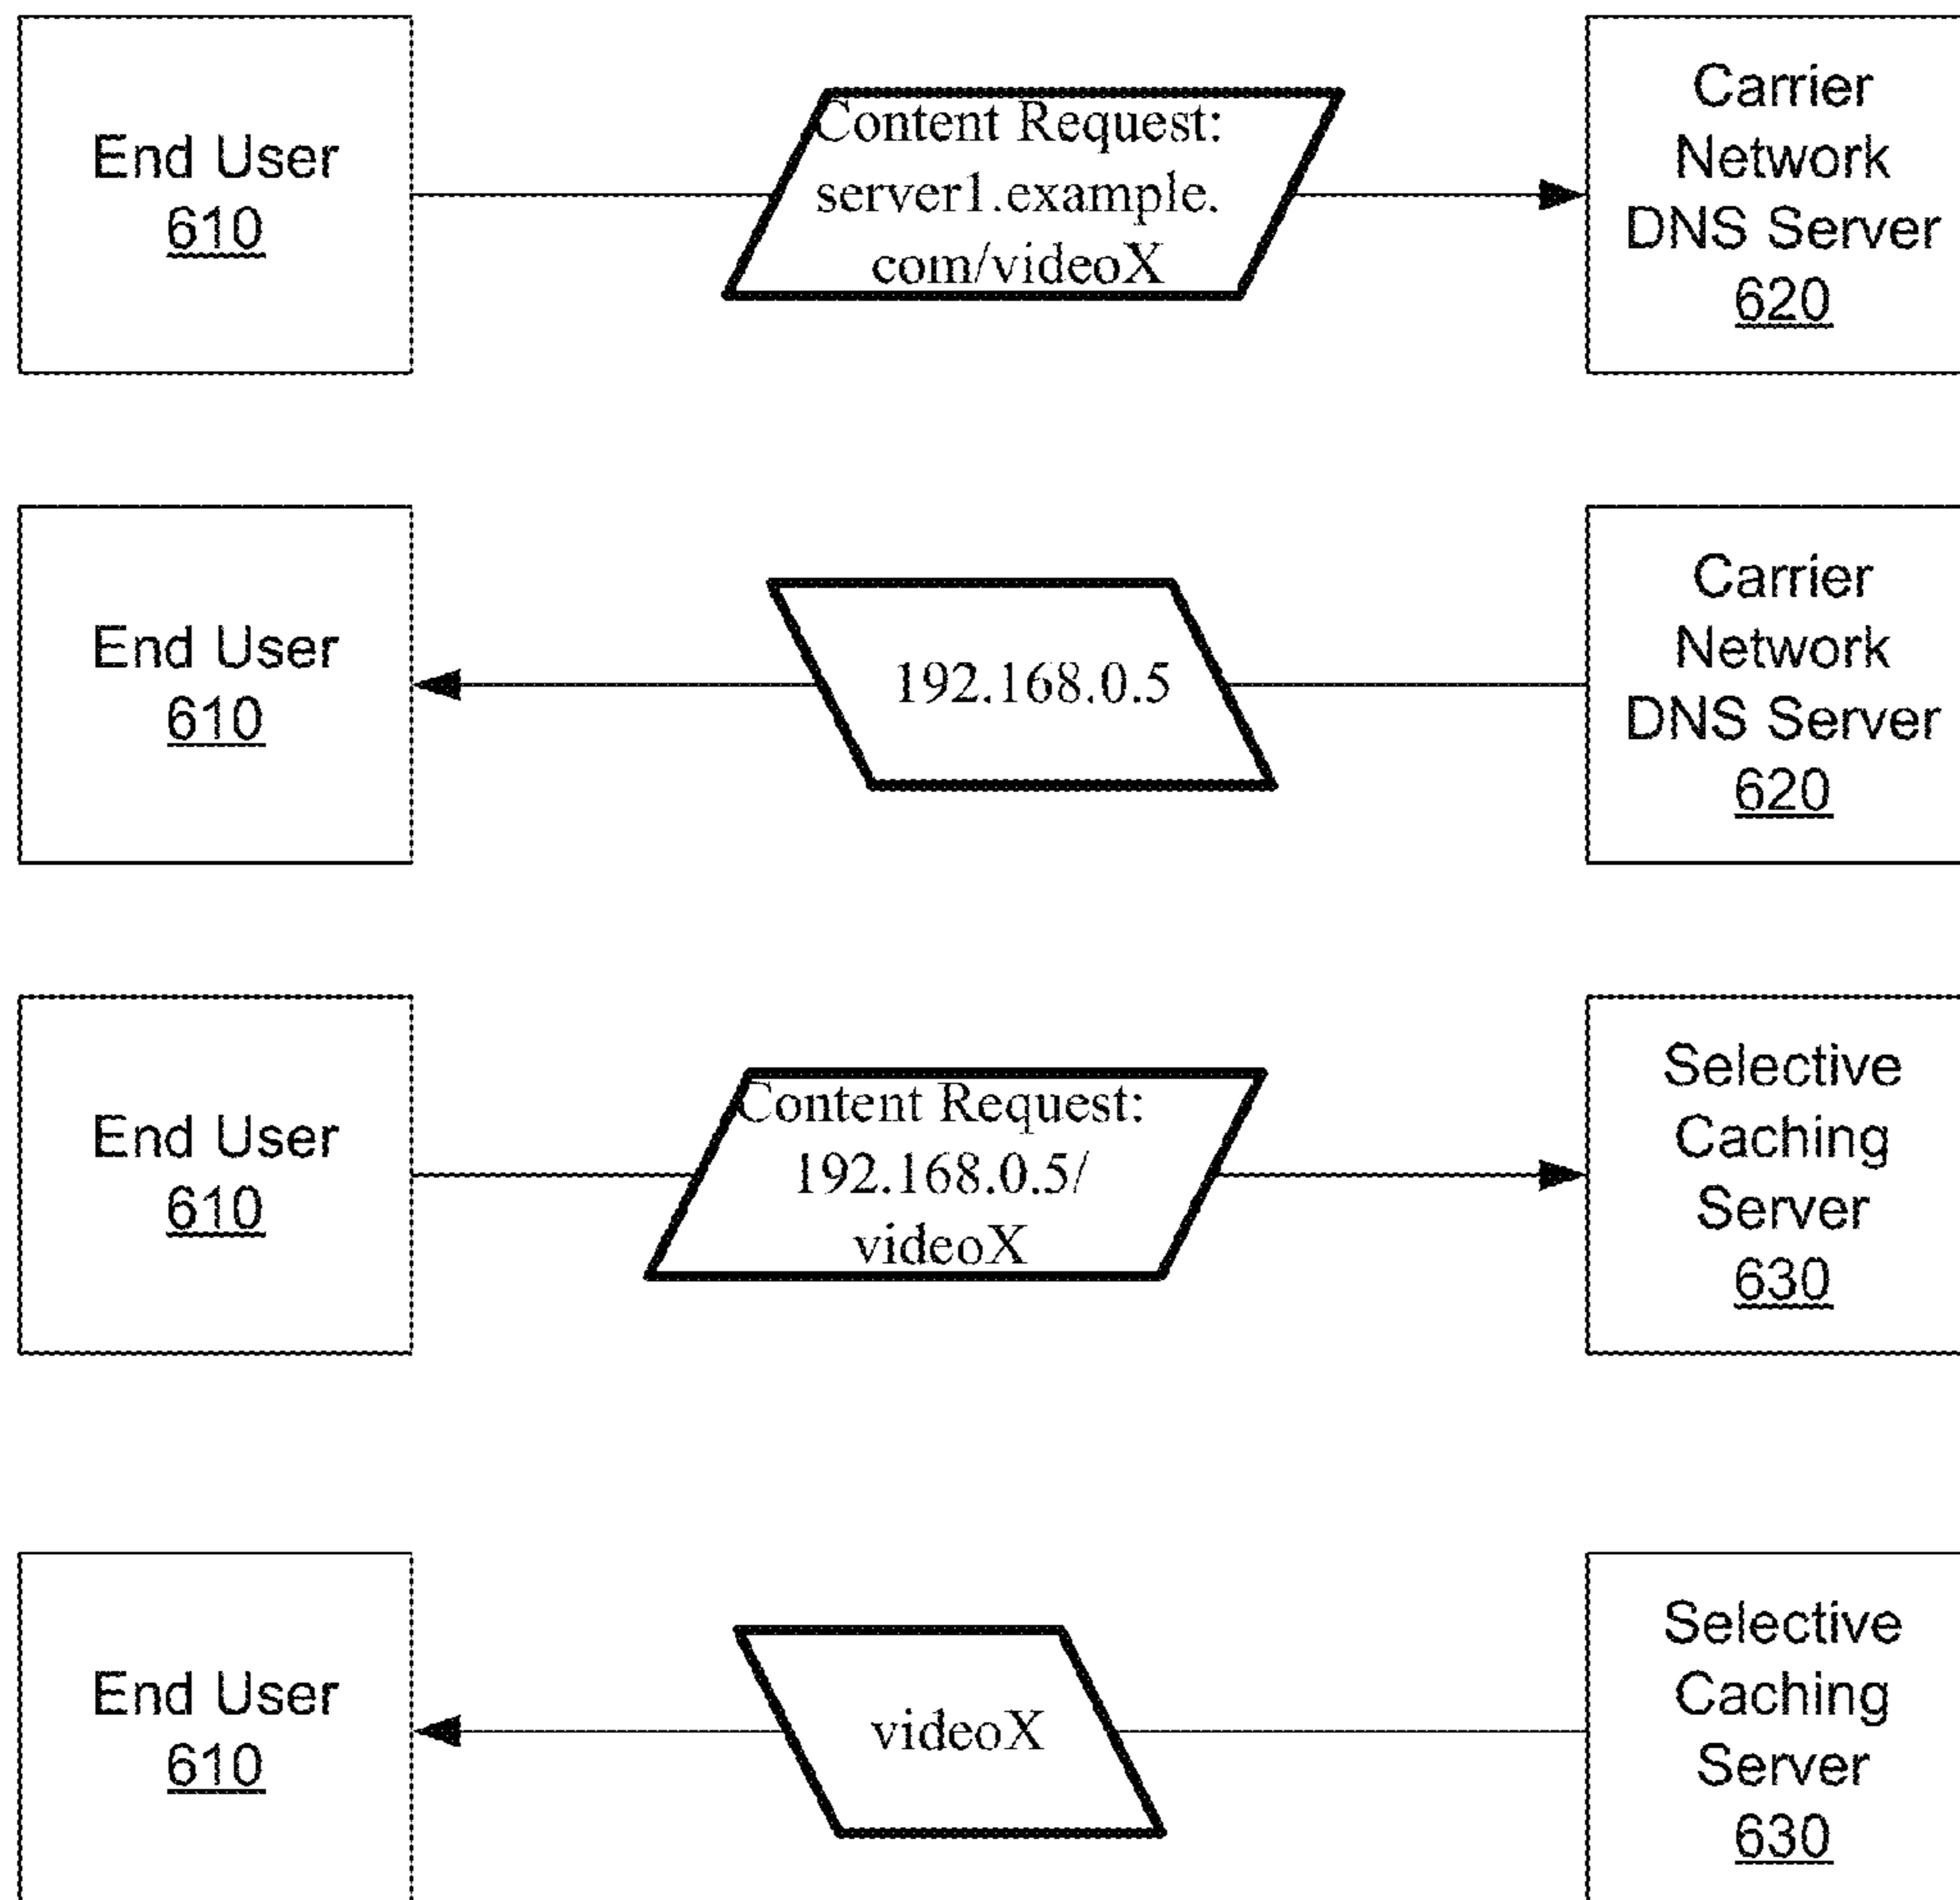 End User
610
Content Request:
server1.example.
com/videoX
Carrier
Network
DNS Server
620
End User
610
192.168.0.5
Carrier
Network
DNS Server
620
End User
610
Content Request:
192.168.0.5/
videoX
Selective
Caching
Server
630
End User
610
videoX
Selective
Caching
Server
630